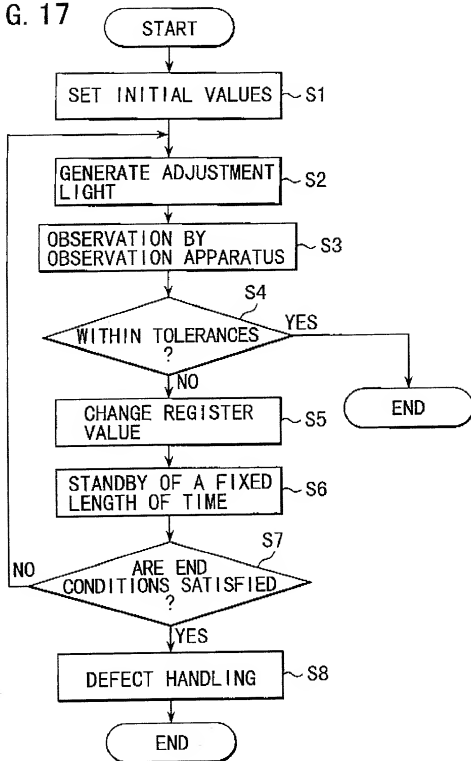 G. 17
START
SET INITIAL VALUES
S1
GENERATE ADJUSTMENT
LIGHT
S2
OBSERVATION BY
OBSERVATION APPARATUS
S3
S4
WITHIN TOLERANCES
?
YES
NO
END
CHANGE REGISTER
VALUE
S5
STANDBY OF A FIXED
LENGTH OF TIME
S6
S7
NO
ARE END
CONDITIONS SATISFIED
?
YES
DEFECT HANDLING
S8
END